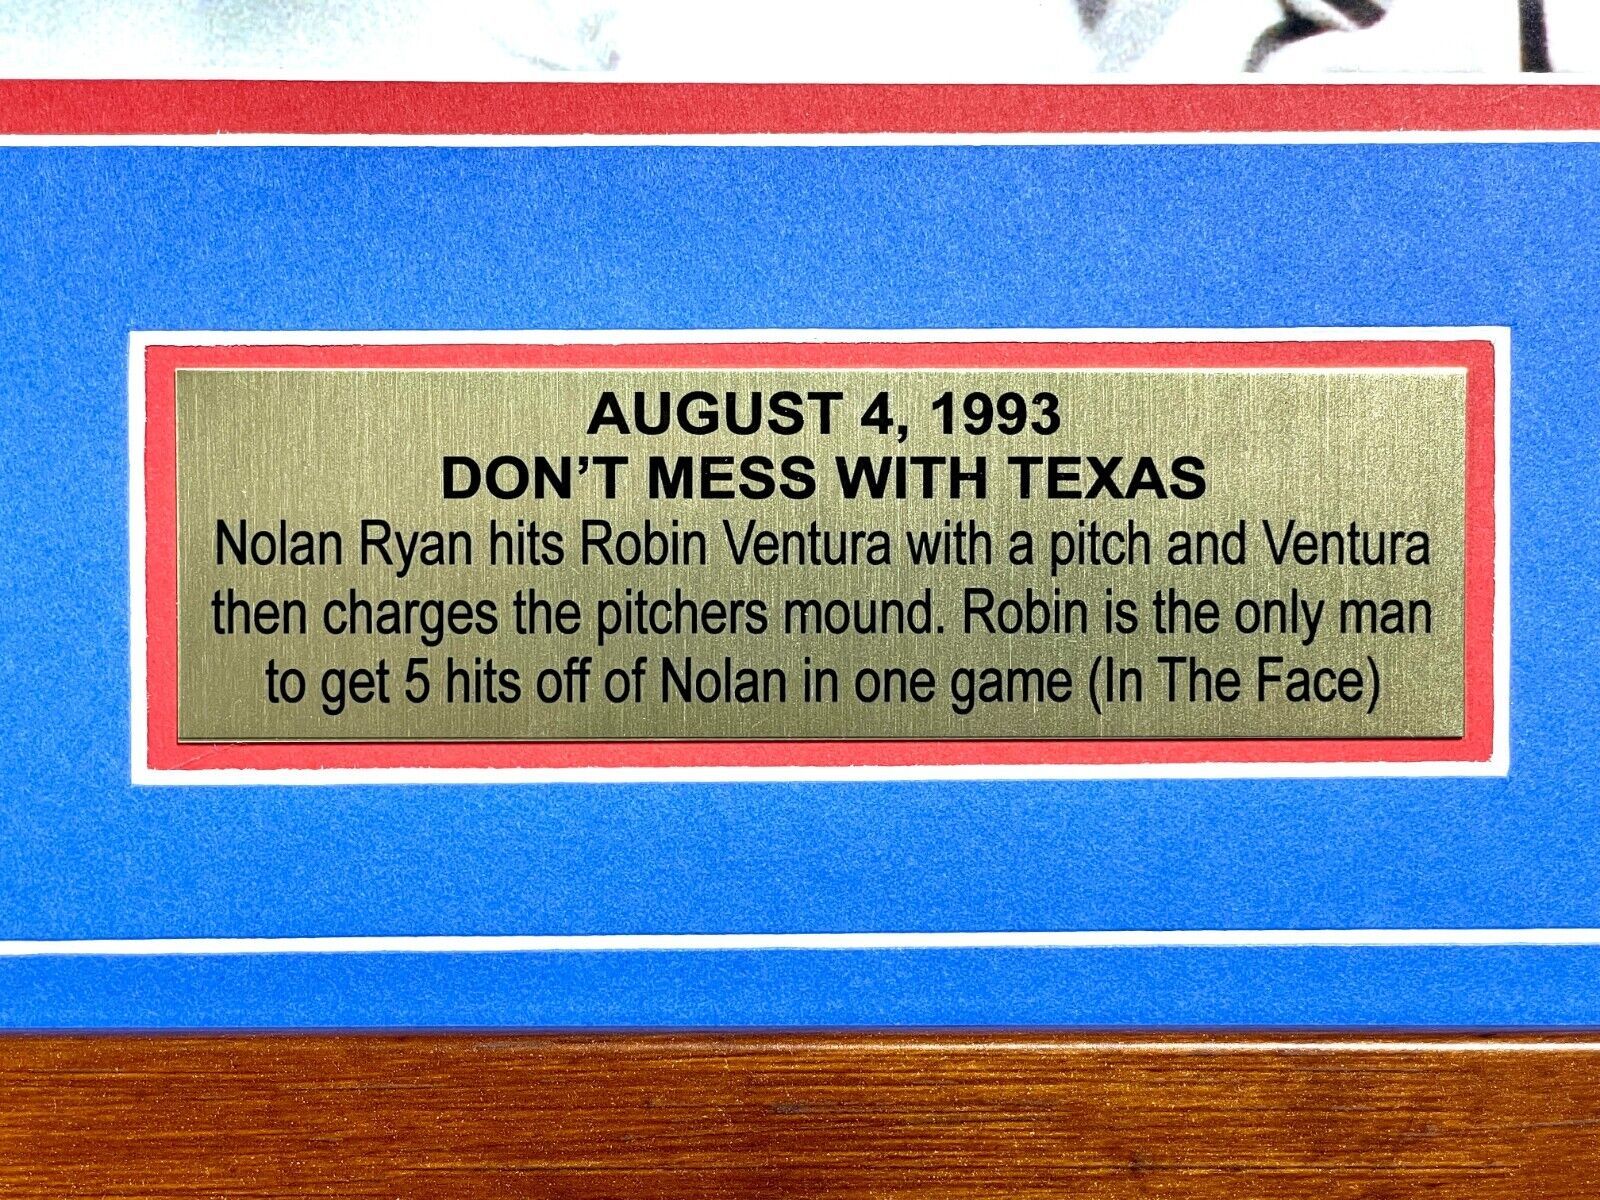 AUGUST 4, 1993
DON'T MESS WITH TEXAS
Nolan Ryan hits Robin Ventura with a pitch and Ventura
then charges the pitchers mound. Robin is the only man
to get 5 hits off of Nolan in one game (In The Face)